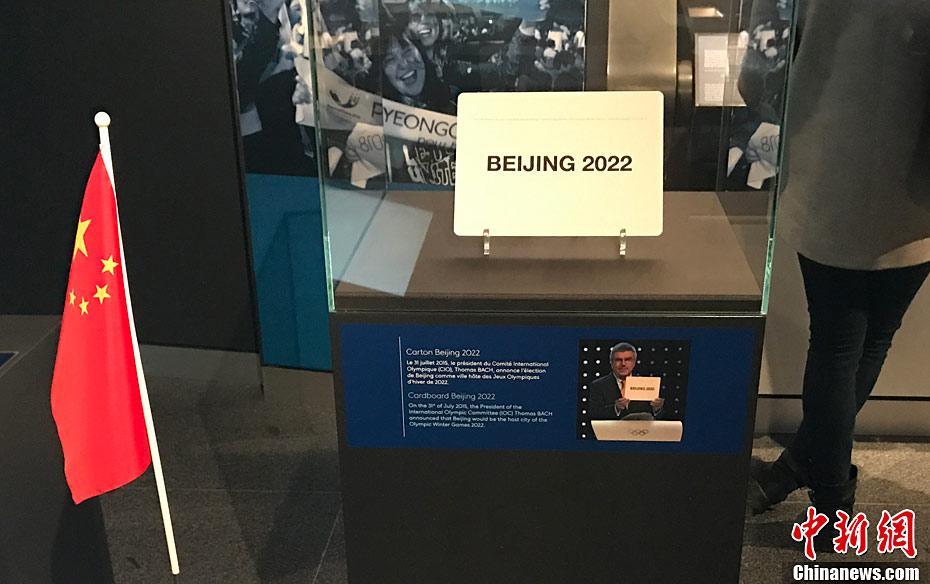 PYEONGC
BEIJING 2022
Carton Beijing 2022
Le 31 juillet 2015, le président du Comité International
Olympique (CIO), Thomas BACH, annonce l'élection
de Beijing comme ville hôte des Jeux Olympiques
d'hiver de 2022.
Cardboard Beijing 2022
On the 31st of July 2015, the President of the
International Olympic Committee (IOC) Thomas BACH
announced that Beijing would be the host city of the
Olympic Winter Games 2022.
BEIJING 2022
中新网
Chinanews.com